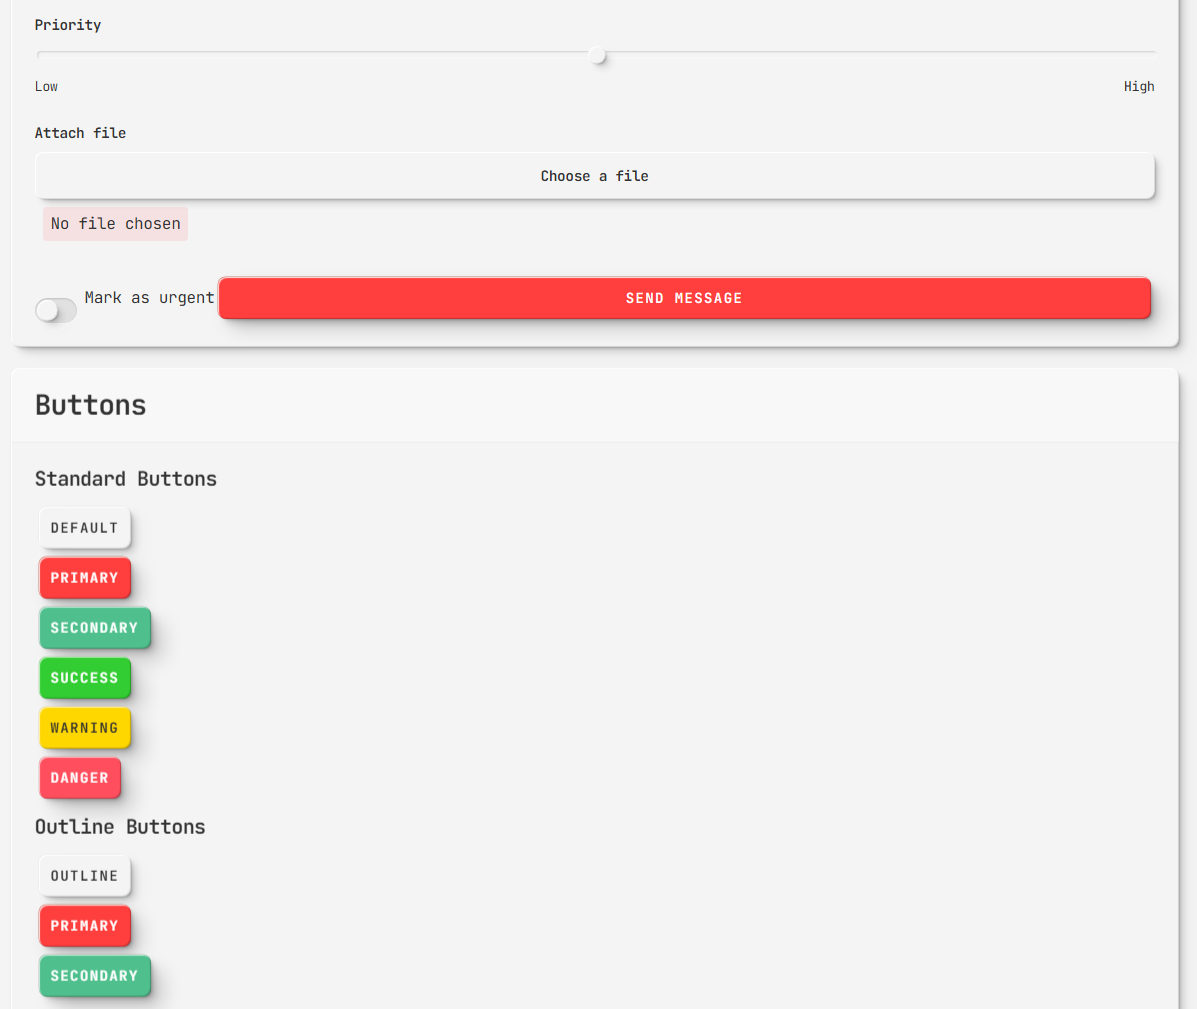 Priority
Low High
Attach file
Choose a file
No file chosen
Mark as urgent SEND MESSAGE
Buttons
Standard Buttons
DEFAULT
PRIMARY
SECONDARY
SUCCESS
WARNING
DANGER
Outline Buttons
OUTLINE
PRIMARY
SECONDARY